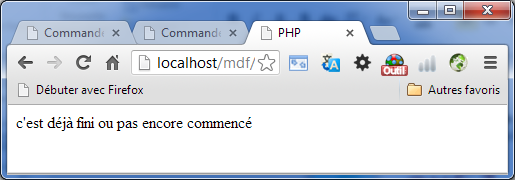 Commande
Commande
PHP
localhost/mdf/
Outil
Débuter avec Firefox
Autres favoris
c'est déjà fini ou pas encore commencé